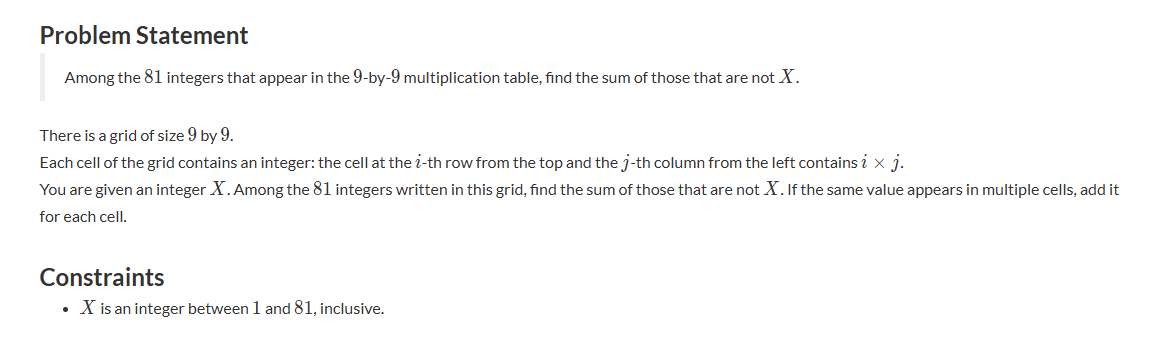 Problem Statement
Among the 81 integers that appear in the 9-by-9 multiplication table, find the sum of those that are not X.
There is a grid of size 9 by 9.
Each cell of the grid contains an integer: the cell at the i-th row from the top and the j-th column from the left contains i × j.
You are given an integer X. Among the 81 integers written in this grid, find the sum of those that are not X. If the same value appears in multiple cells, add it
for each cell.
Constraints
• X is an integer between 1 and 81, inclusive.